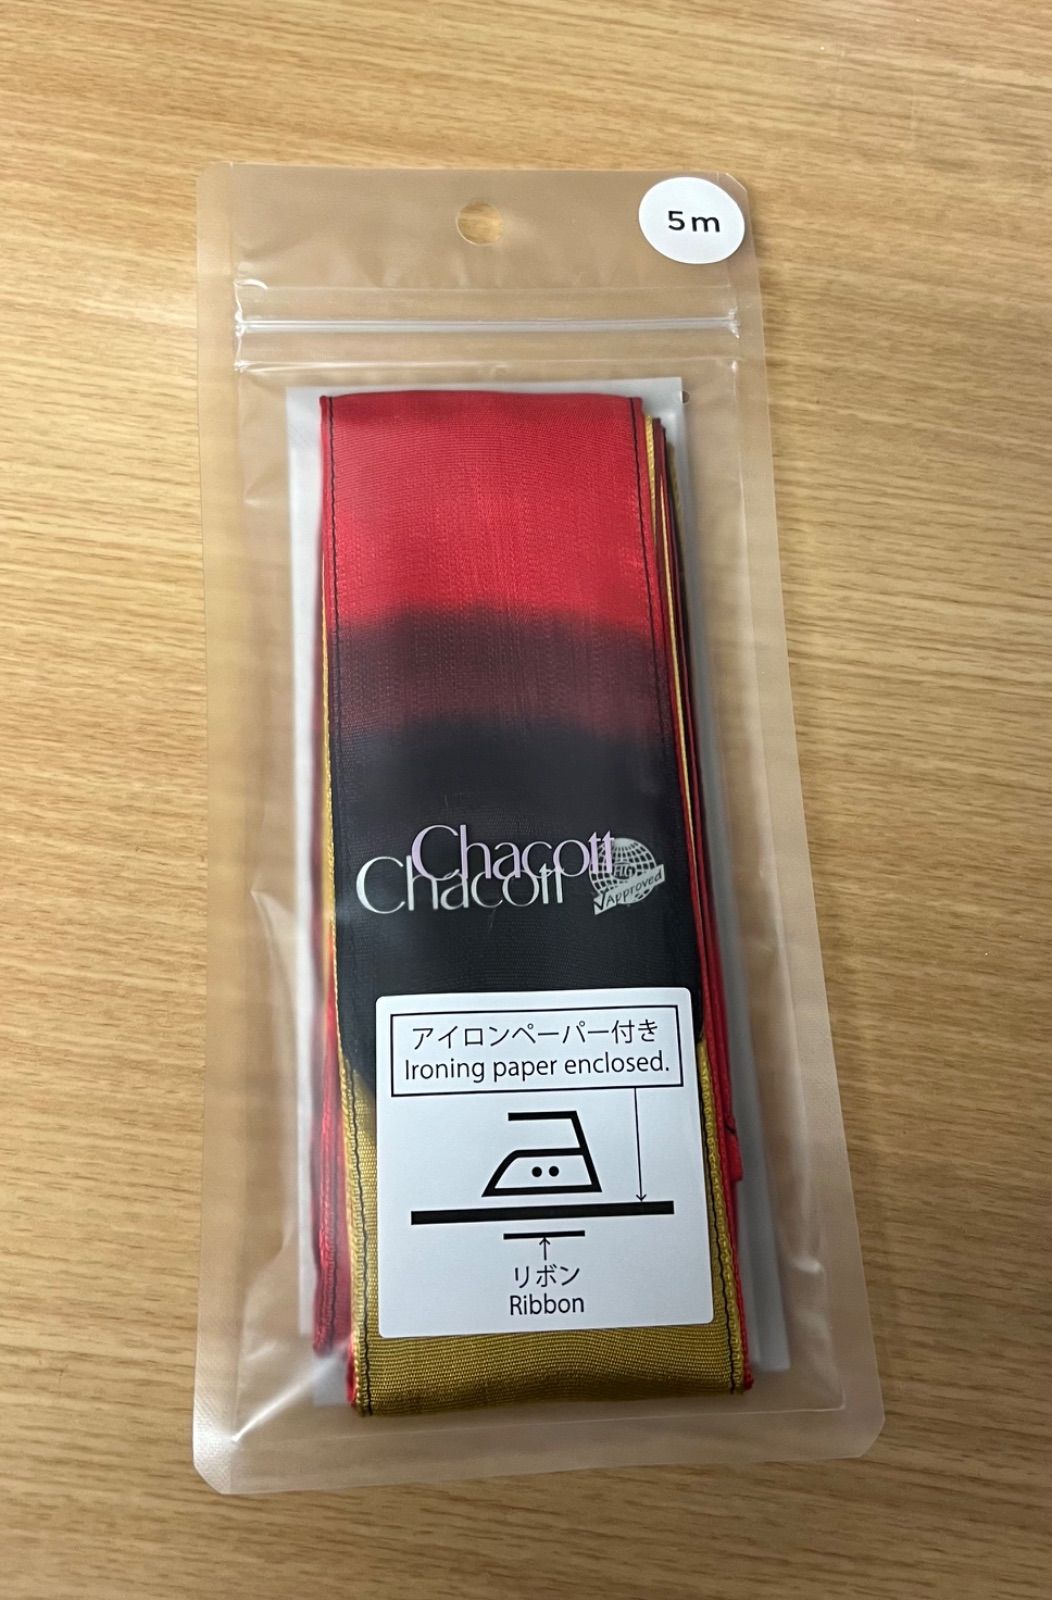 5m
Chacott
Chacott
FIG
Approved
アイロンペーパー付き
Ironing paper enclosed.
リボン
Ribbon